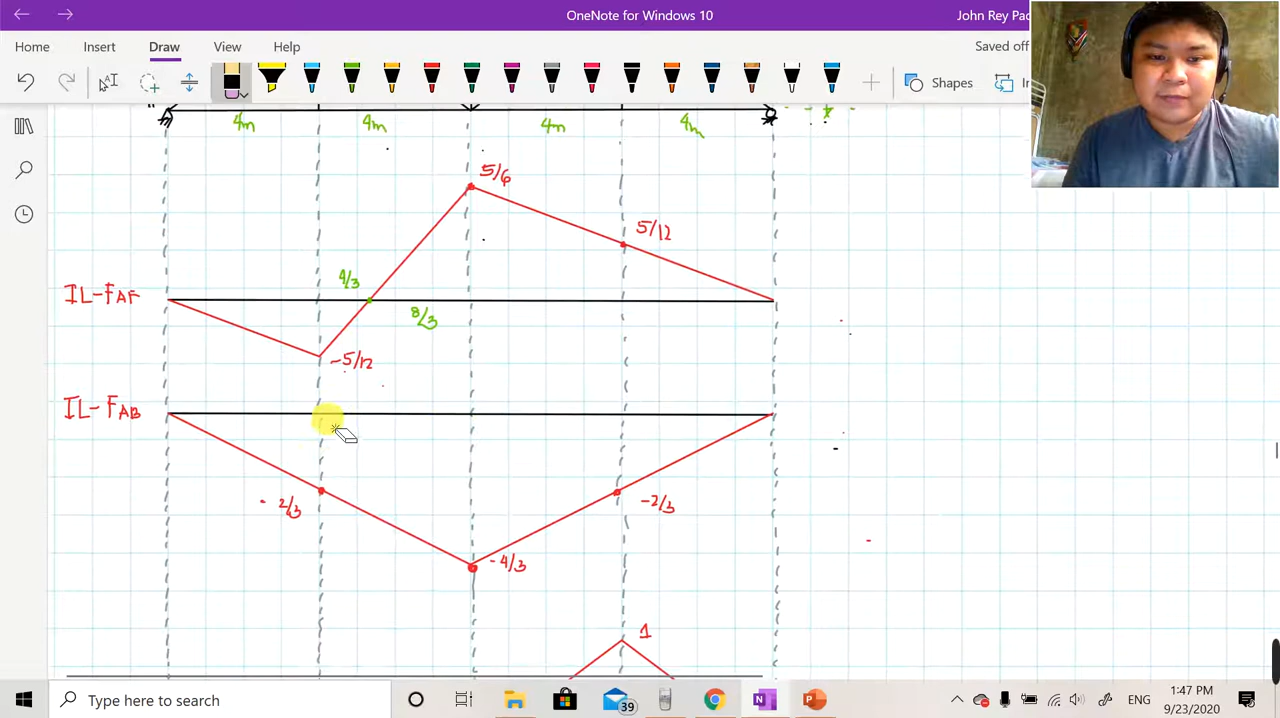 OneNote for Windows 10
John Rey Pac
Home Insert Draw View Help
Saved off
Shapes
4m 4m 4m 4m
5/6
5/12
4/3
IL-FAF
8/3
-5/12
IL-FAB
- 2/3
-2/3
-4/3
1
Type here to search
39
ENG
1:47 PM
9/23/2020